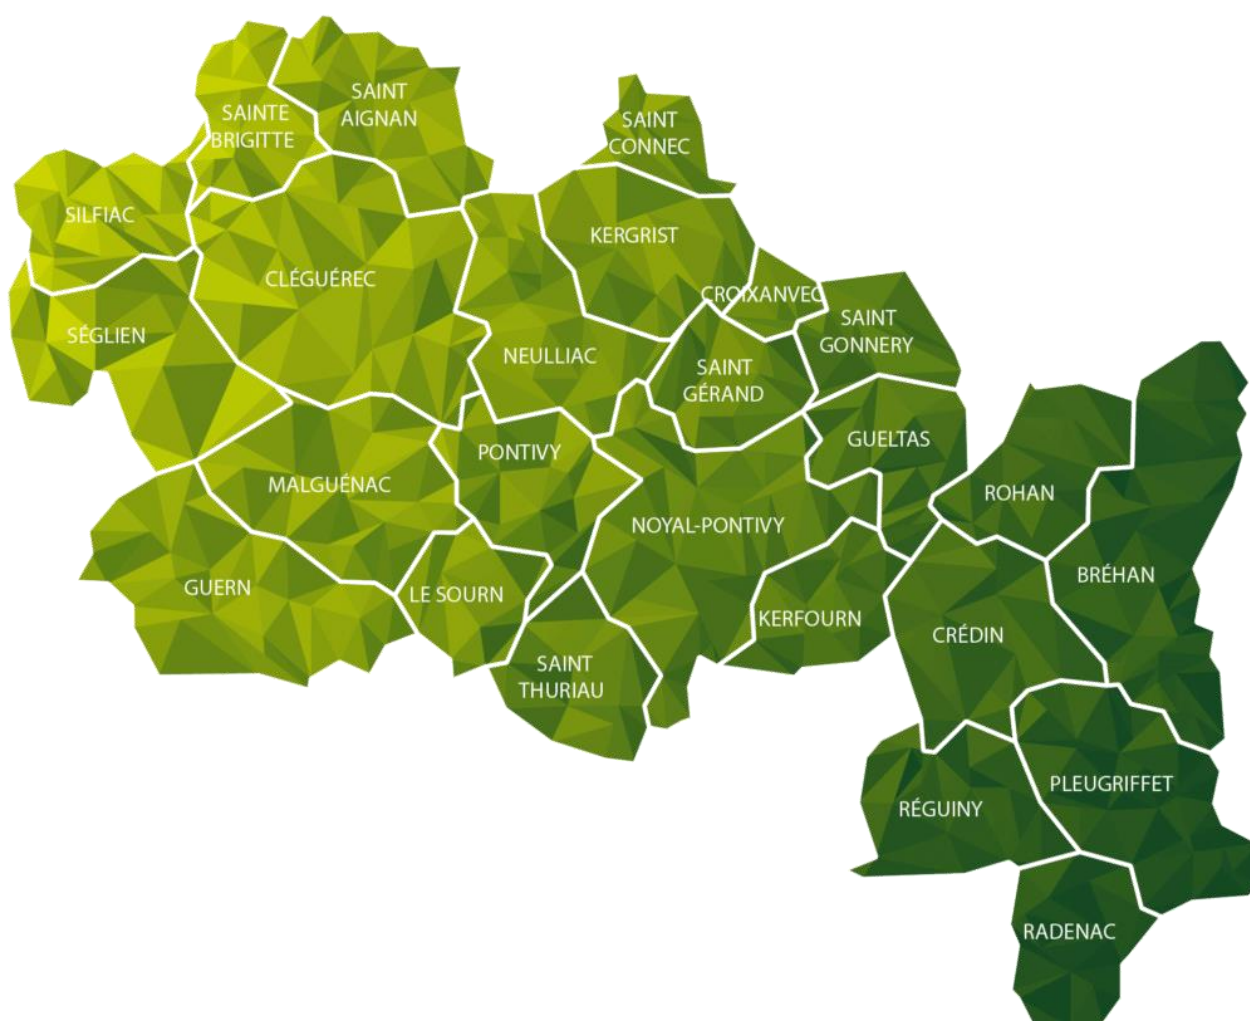 SAINT
AIGNAN
SAINTE
BRIGITTE
SAINT
CONNEC
SILFIAC
KERGRIST
CLÉGUÉREC
CROIXANVEC
SAINT
GONNERY
SÉGLIEN
NEULLIAC
SAINT
GÉRAND
GUELTAS
PONTIVY
MALGUÉNAC
ROHAN
NOYAL-PONTIVY
BRÉHAN
GUERN
LE SOURN
KERFOURN
CRÉDIN
SAINT
THURIAU
PLEUGRIFFET
RÉGUINY
RADENAC